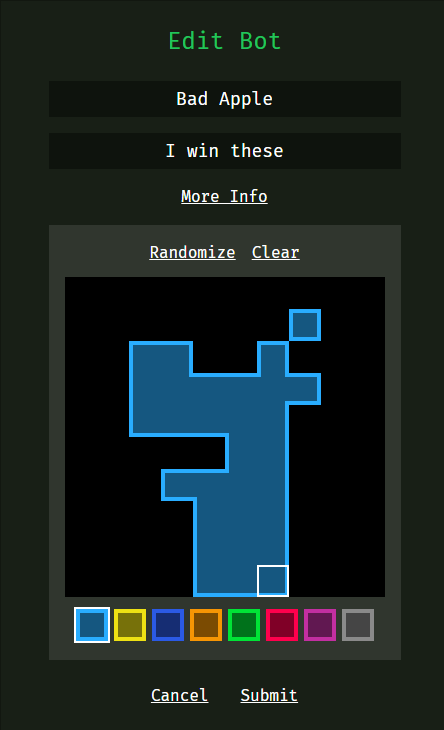 Edit Bot
Bad Apple
I win these
More Info
Randomize Clear
Cancel Submit